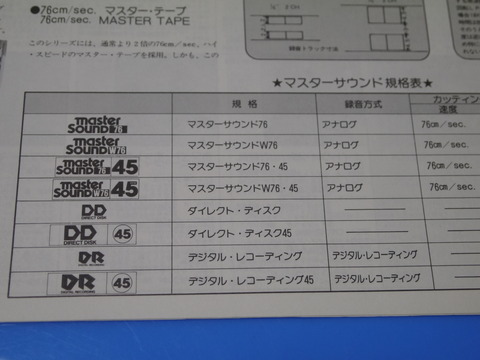 ●76cm/sec. マスター・テープ
76cm/sec. MASTER TAPE
このシリーズには、通常より2倍の76cm/sec、ハイ
・スピードのマスター・テープを採用。しかも、この
録音トラック寸法
★マスターサウンド規格表★
規格 録音方式 カッティン
速度
master SOUND 76 マスターサウンド76 アナログ 76cm/sec.
master SOUND W76 マスターサウンドW76 アナログ 76cm/sec.
master SOUND 76 45 マスターサウンド76・45 アナログ 76cm/sec.
master SOUND W76 45 マスターサウンドW76・45 アナログ 76cm/sec.
DD DIRECT DISK ダイレクト・ディスク
DD DIRECT DISK 45 ダイレクト・ディスク45
DR デジタル・レコーディング デジタル・レコーディング
DR DIGITAL RECORDING 45 デジタル・レコーディング45 デジタル・レコーディング